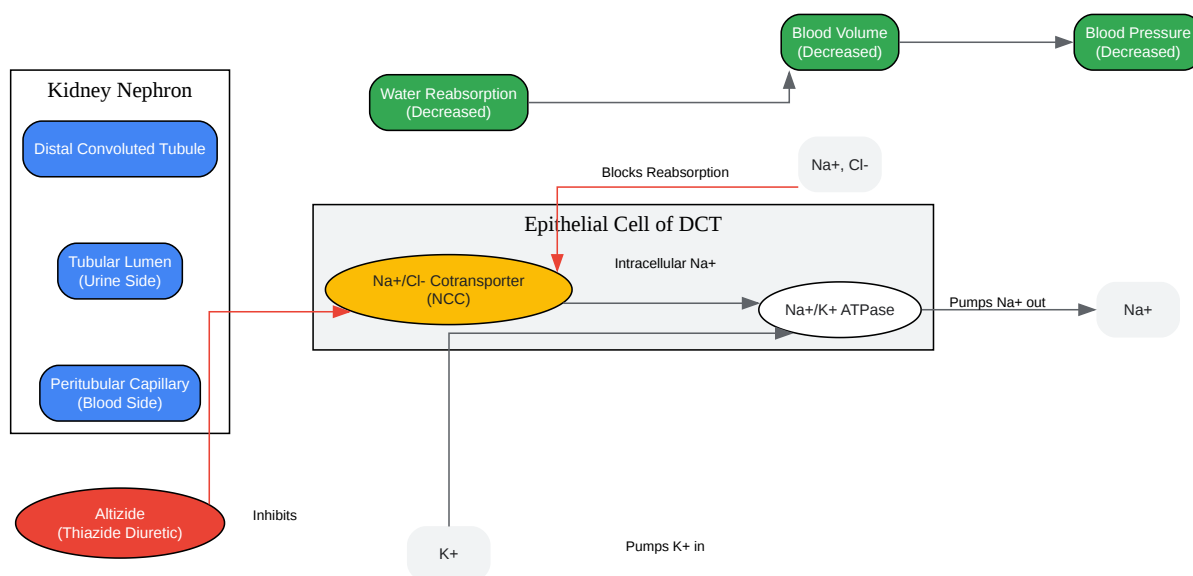 Blood Volume
(Decreased)
Blood Pressure
(Decreased)
Kidney Nephron
Water Reabsorption
(Decreased)
Distal Convoluted Tubule
Na+, Cl-
Blocks Reabsorption
Epithelial Cell of DCT
Tubular Lumen
(Urine Side)
Na+/Cl- Cotransporter
(NCC)
Intracellular Na+
Na+/K+ ATPase
Pumps Na+ out
Na+
Peritubular Capillary
(Blood Side)
Altizide
(Thiazide Diuretic)
Inhibits
K+
Pumps K+ in